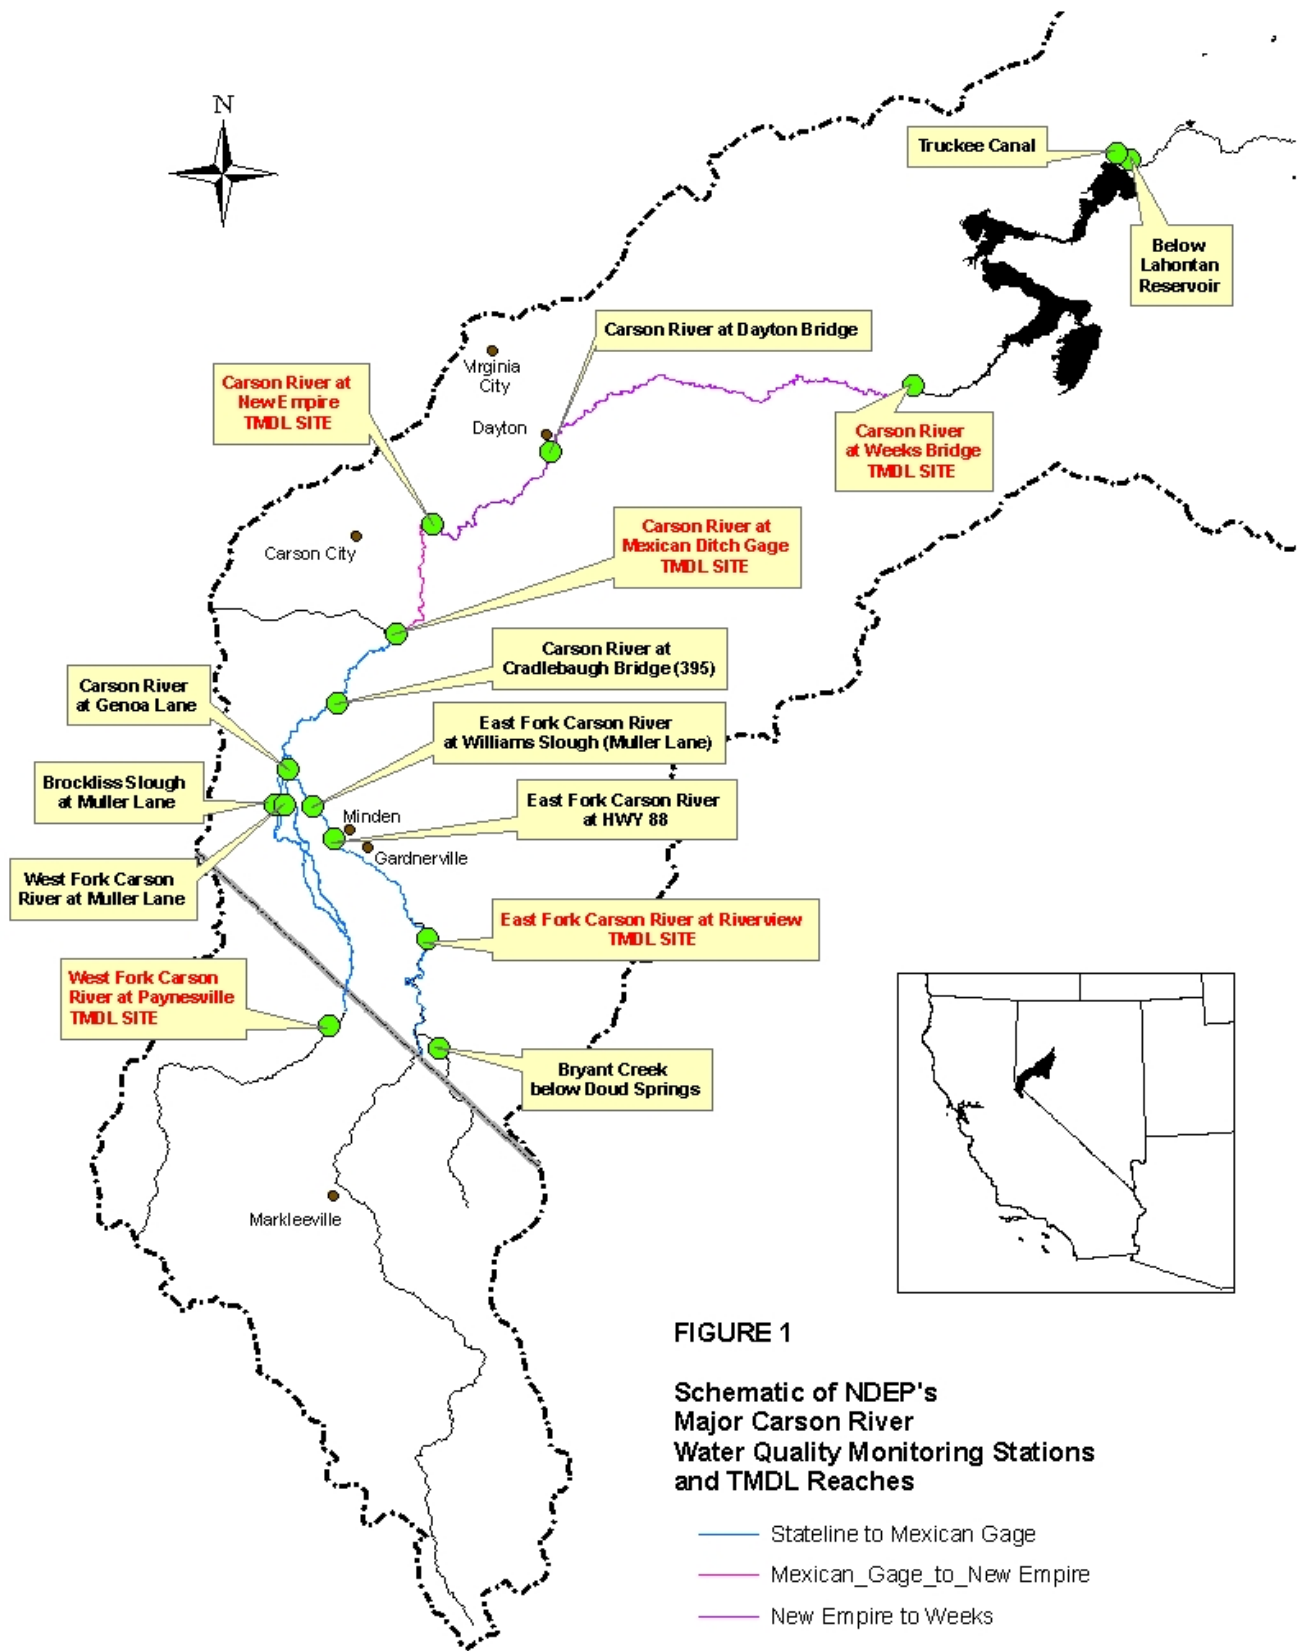 N
Truckee Canal
Below
Lahontan
Reservoir
Carson River at Dayton Bridge
Virginia
City
Carson River at
New Empire
TMDL SITE
Dayton
Carson River
at Weeks Bridge
TMDL SITE
Carson City
Carson River at
Mexican Ditch Gage
TMDL SITE
Carson River at
Cradlebaugh Bridge (395)
Carson River
at Genoa Lane
East Fork Carson River
at Williams Slough (Muller Lane)
Brockliss Slough
at Muller Lane
East Fork Carson River
at HWY 88
Minden
Gardnerville
West Fork Carson
River at Muller Lane
East Fork Carson River at Riverview
TMDL SITE
West Fork Carson
River at Paynesville
TMDL SITE
Bryant Creek
below Doud Springs
Markleeville
FIGURE 1
Schematic of NDEP's
Major Carson River
Water Quality Monitoring Stations
and TMDL Reaches
Stateline to Mexican Gage
Mexican_Gage_to_New Empire
New Empire to Weeks